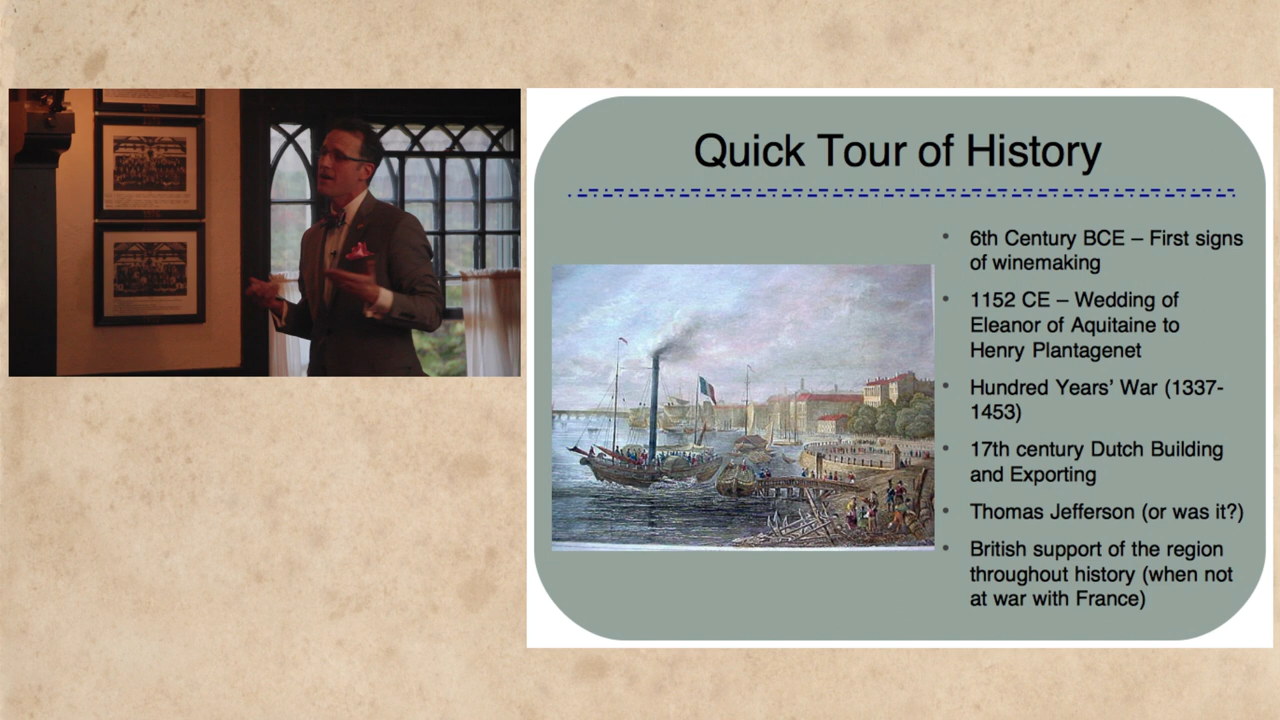 Quick Tour of History
6th Century BCE – First signs
of winemaking
1152 CE – Wedding of
Eleanor of Aquitaine to
Henry Plantagenet
Hundred Years’ War (1337-
1453)
17th century Dutch Building
and Exporting
Thomas Jefferson (or was it?)
British support of the region
throughout history (when not
at war with France)